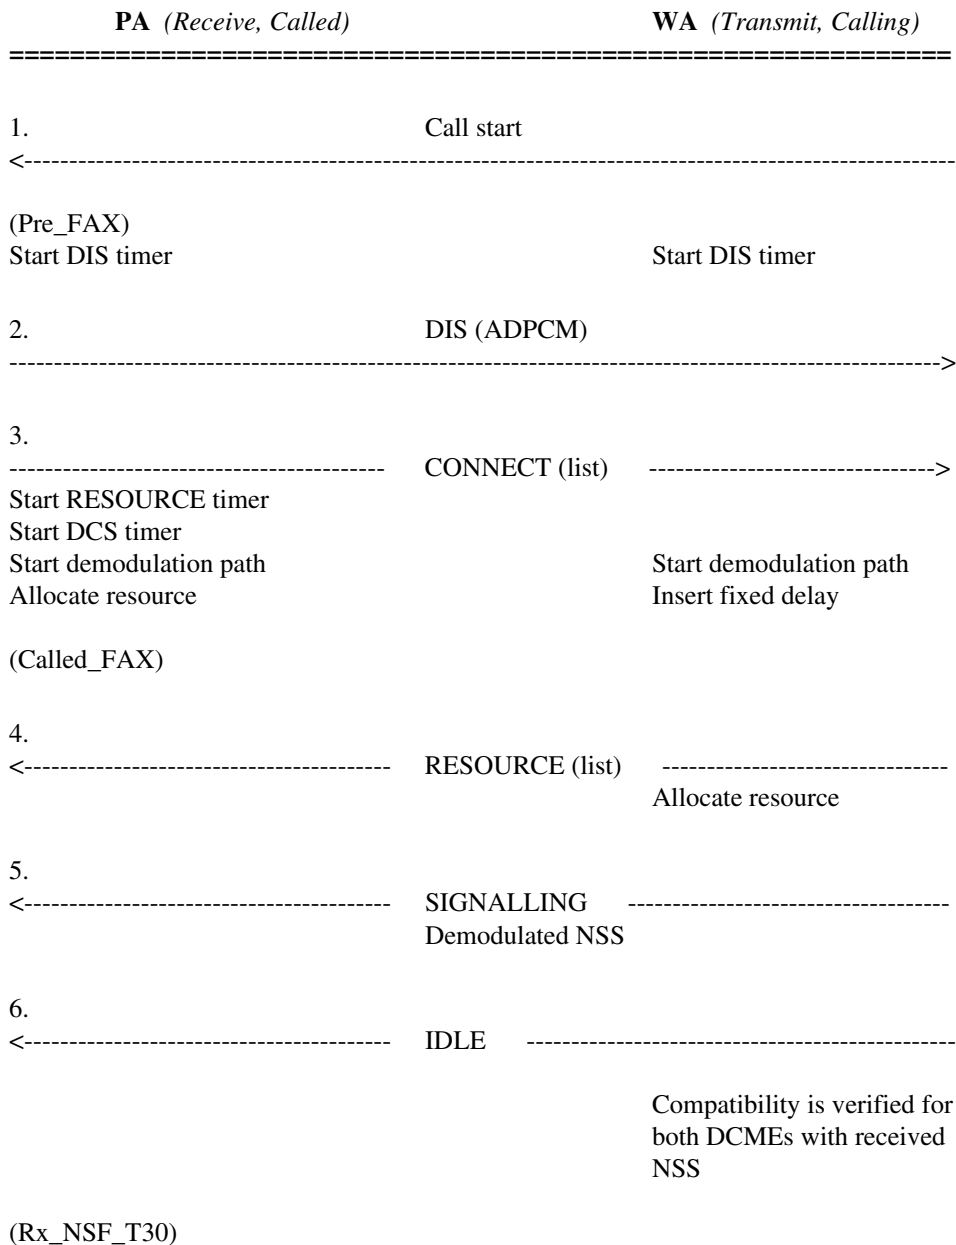 PA (Receive, Called) WA (Transmit, Calling)
==============================================================
1. Call start
<--------------------------------------------------------------------------------------------------------
(Pre_FAX)
Start DIS timer Start DIS timer
2. DIS (ADPCM)
-------------------------------------------------------------------------------------------------------->
3.
------------------------------------------ CONNECT (list) -------------------------------->
Start RESOURCE timer
Start DCS timer
Start demodulation path Start demodulation path
Allocate resource Insert fixed delay
(Called_FAX)
4.
<----------------------------------------- RESOURCE (list) --------------------------------
Allocate resource
5.
<----------------------------------------- SIGNALLING ------------------------------------
Demodulated NSS
6.
<----------------------------------------- IDLE ------------------------------------------------
Compatibility is verified for
both DCMEs with received
NSS
(Rx_NSF_T30)